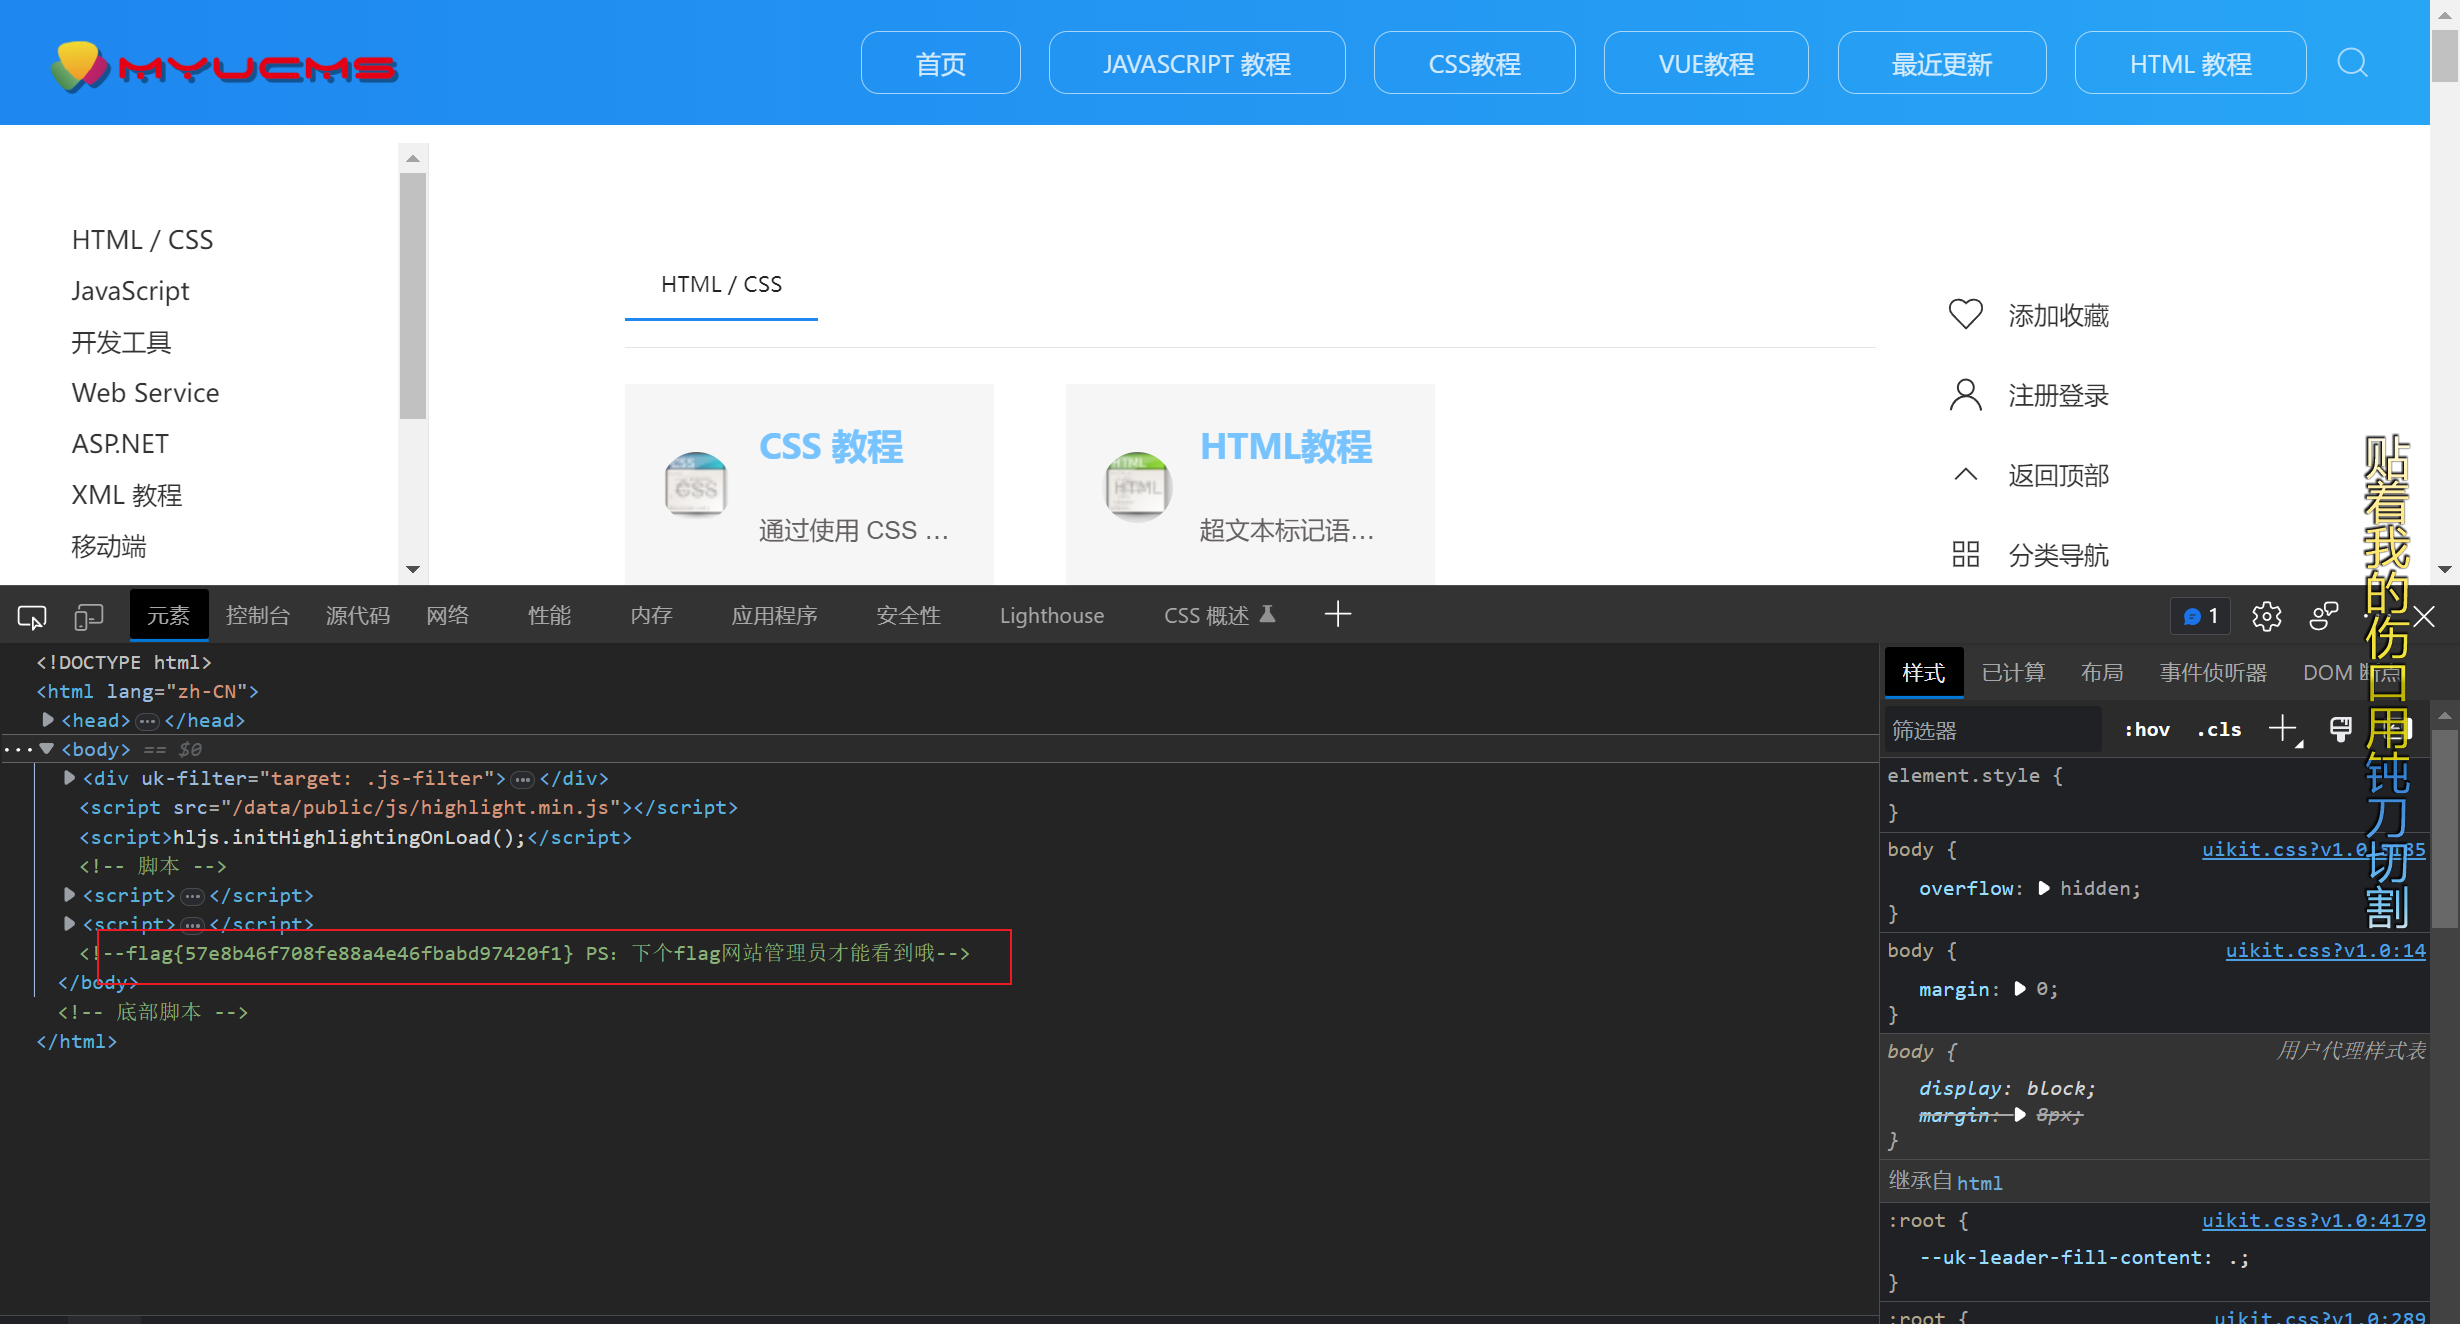 MYUCMS
首页
JAVASCRIPT 教程
CSS教程
VUE教程
最近更新
HTML 教程
HTML / CSS
JavaScript
开发工具
Web Service
ASP.NET
XML 教程
移动端
HTML / CSS
CSS 教程
通过使用 CSS ...
HTML教程
超文本标记语...
添加收藏
注册登录
返回顶部
分类导航
贴着我的伤口用钝刀切割
元素
控制台
源代码
网络
性能
内存
应用程序
安全性
Lighthouse
CSS 概述
1
<!DOCTYPE html>
<html lang="zh-CN">
<head>…</head>
<body> == $0
<div uk-filter="target: .js-filter">…</div>
<script src="/data/public/js/highlight.min.js"></script>
<script>hljs.initHighlightingOnLoad();</script>
<!-- 脚本 -->
<script>…</script>
<script>…</script>
<!--flag{57e8b46f708fe88a4e46fbabd97420f1} PS: 下个flag网站管理员才能看到哦-->
</body>
<!-- 底部脚本 -->
</html>
样式
已计算
布局
事件侦听器
DOM 断点
筛选器
:hov
.cls
element.style {
}
body {
overflow: hidden;
}
body {
uikit.css?v1.0:14
margin: 0;
}
body {
用户代理样式表
display: block;
margin: 8px;
}
继承自 html
:root {
uikit.css?v1.0:4179
--uk-leader-fill-content: .;
}
:root {
uikit.css?v1.0:289